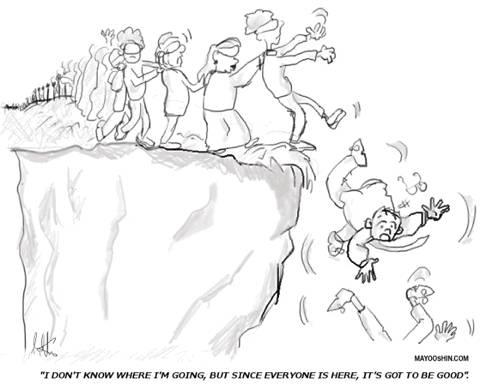 MAYOOSHIN.COM
"I DON'T KNOW WHERE I'M GOING, BUT SINCE EVERYONE IS HERE, IT'S GOT TO BE GOOD".